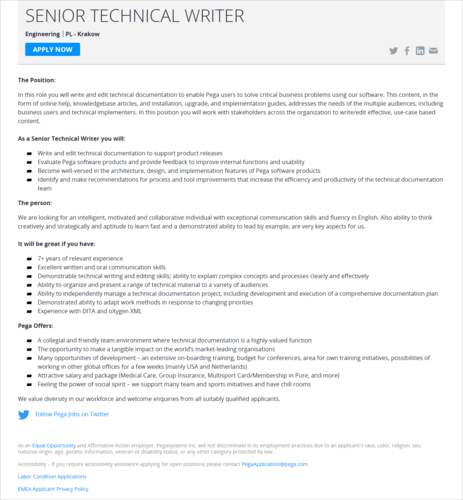 SENIOR TECHNICAL WRITER
Engineering | PL - Krakow
APPLY NOW
The Position:
In this role you will write and edit technical documentation to enable Pega users to solve critical business problems using our software. This content, in the
form of online help, knowledgebase articles, and installation, upgrade, and implementation guides, addresses the needs of the multiple audiences, including
business users and technical implementers. In this position you will work with stakeholders across the organization to write/edit effective, use-case based
content.
As a Senior Technical Writer you will:
Write and edit technical documentation to support product releases
Evaluate Pega software products and provide feedback to improve internal functions and usability
Become well-versed in the architecture, design, and implementation features of Pega software products
Identify and make recommendations for process and tool improvements that increase the efficiency and productivity of the technical documentation
team
The person:
We are looking for an intelligent, motivated and collaborative individual with exceptional communication skills and fluency in English. Also ability to think
creatively and strategically and aptitude to learn fast and a demonstrated ability to lead by example, are very key aspects for us.
It will be great if you have:
7+ years of relevant experience
Excellent written and oral communication skills
Demonstrable technical writing and editing skills; ability to explain complex concepts and processes clearly and effectively
Ability to organize and present a range of technical material to a variety of audiences
Ability to independently manage a technical documentation project, including development and execution of a comprehensive documentation plan
Demonstrated ability to adapt work methods in response to changing priorities
Experience with DITA and oXygen XML
Pega Offers:
A collegial and friendly team environment where technical documentation is a highly-valued function
The opportunity to make a tangible impact on the world's market-leading organisations
Many opportunities of development – an extensive on-boarding training, budget for conferences, area for own training initiatives, possibilities of
working in other global offices for a few weeks (mainly USA and Netherlands)
Attractive salary and package (Medical Care, Group Insurance, Multisport Card/Membership in Pure, and more)
Feeling the power of social spirit – we support many team and sports initiatives and have chill rooms
We value diversity in our workforce and welcome enquiries from all suitably qualified applicants.
follow Pega Jobs on Twitter
As an Equal Opportunity and Affirmative Action employer, Pegasystems Inc. will not discriminate in its employment practices due to an applicant's race, color, religion, sex,
national origin, age, genetic information, veteran or disability status, or any other category protected by law
Accessibility – If you require accessibility assistance applying for open positions please contact PegaApplication@pega.com
Labor Condition Applications
EMEA Applicant Privacy Policy